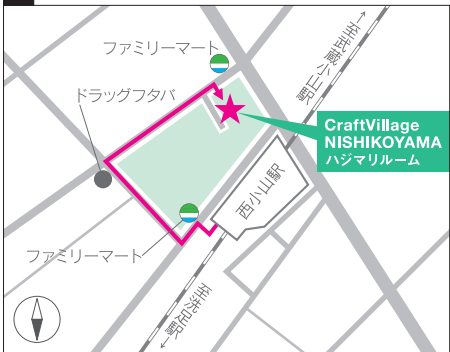 ファミリーマート
←至武蔵小山駅
ドラッグフタバ
CraftVillage
NISHIKOYAMA
ハジマリルーム
西小山駅
ファミリーマート
至洗足駅→